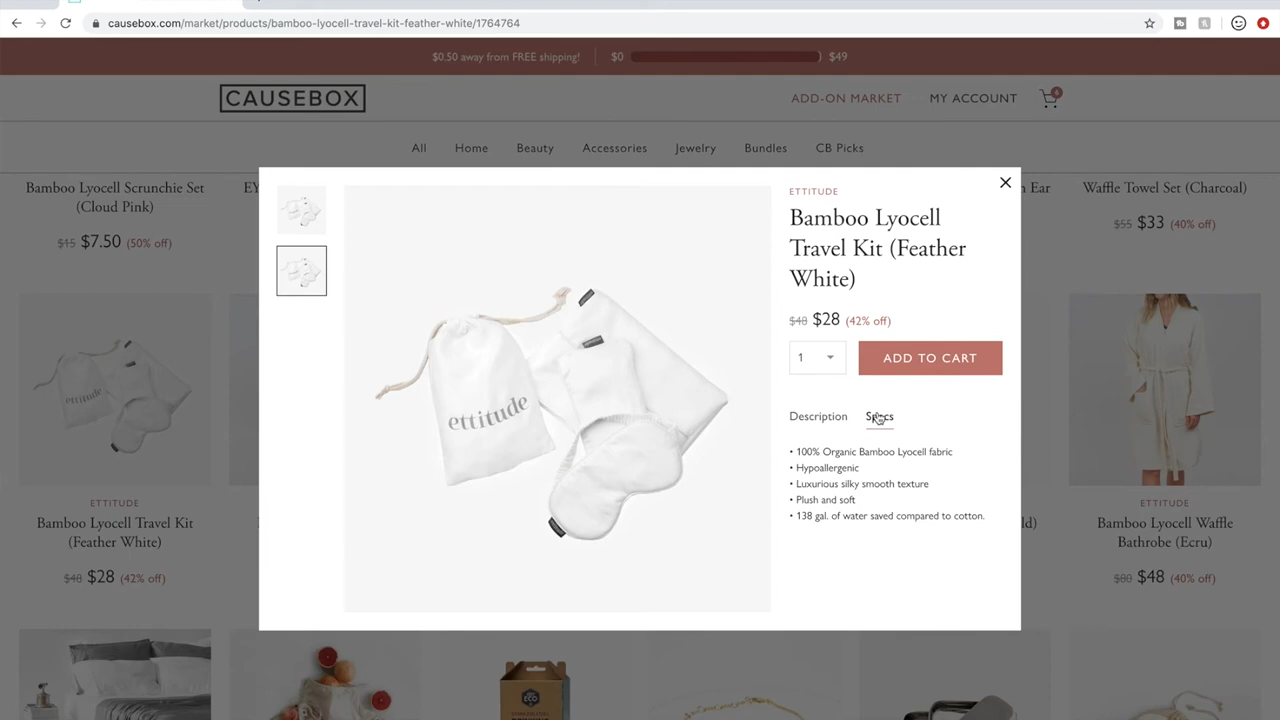 causebox.com/market/products/bamboo-lyocell-travel-kit-feather-white/1764764
$0.50 away from FREE shipping!
$0
$49
CAUSEBOX
ADD-ON MARKET
MY ACCOUNT
All
Home
Beauty
Accessories
Jewelry
Bundles
CB Picks
Bamboo Lyocell Scrunchie Set
(Cloud Pink)
$15 $7.50 (50% off)
Ear
Waffle Towel Set (Charcoal)
$55 $33 (40% off)
ETTITUDE
Bamboo Lyocell
Travel Kit (Feather
White)
$48 $28 (42% off)
1
ADD TO CART
Description
Specs
• 100% Organic Bamboo Lyocell fabric
• Hypoallergenic
• Luxurious silky smooth texture
• Plush and soft
• 138 gal. of water saved compared to cotton.
ettitude
ettitude
ETTITUDE
Bamboo Lyocell Travel Kit
(Feather White)
$48 $28 (42% off)
ETTITUDE
Bamboo Lyocell Waffle
Bathrobe (Ecru)
$80 $48 (40% off)
ECO